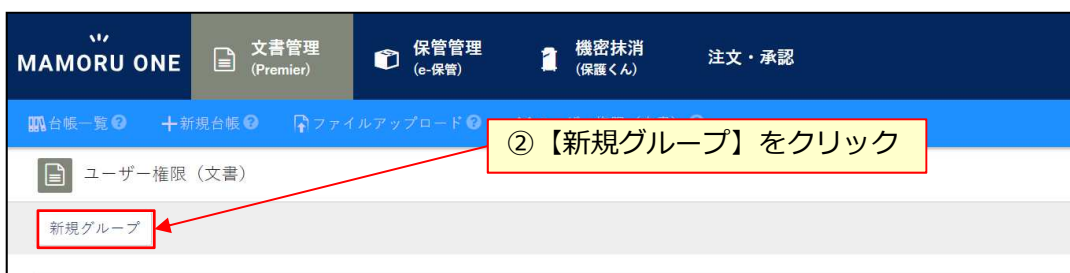 MAMORU ONE
文書管理
(Premier)
保管管理
(e-保管)
機密抹消
(保護くん)
注文・承認
台帳一覧?
+新規台帳?
ファイルアップロード?
②【新規グループ】をクリック
ユーザー権限（文書）
新規グループ